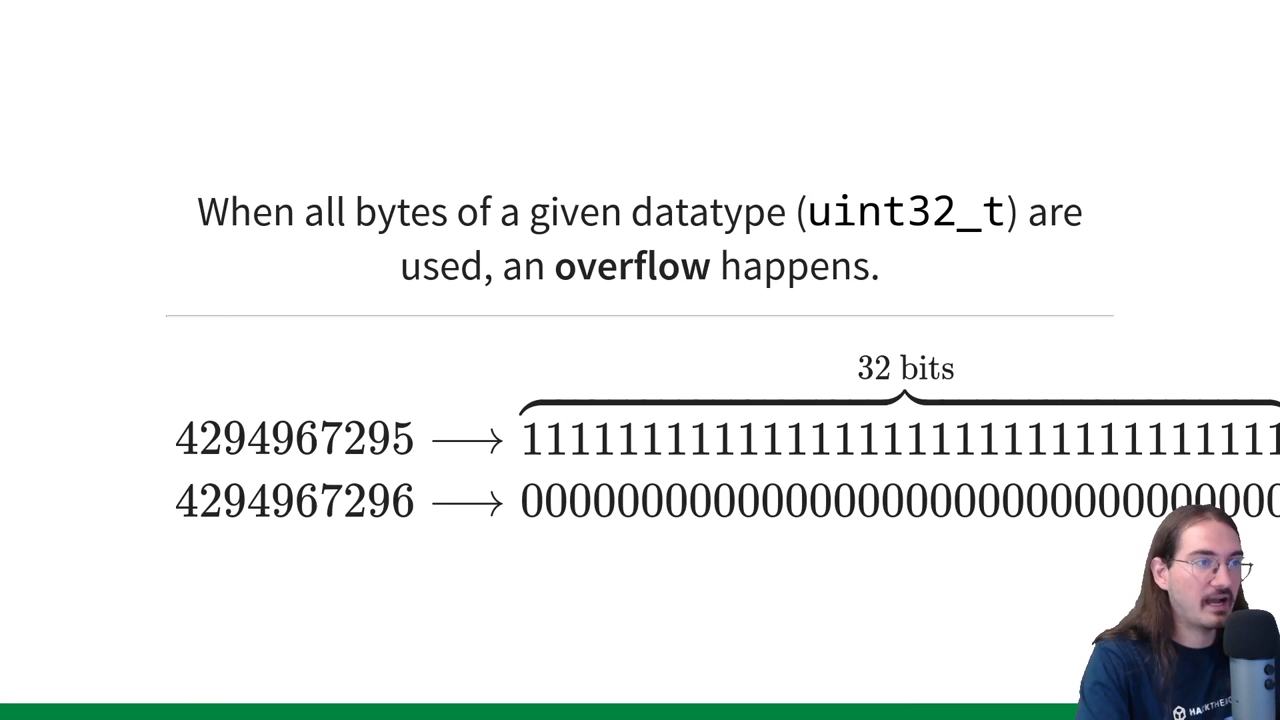 When all bytes of a given datatype (uint32_t) are
used, an overflow happens.
32 bits
4294967295 ⟶ 11111111111111111111111111111111
4294967296 ⟶ 00000000000000000000000000000000